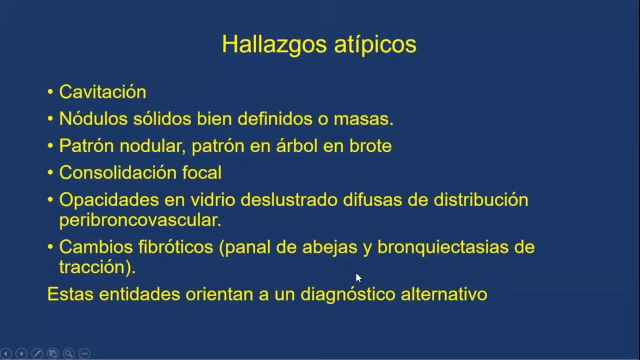 Hallazgos atípicos
• Cavitación
• Nódulos sólidos bien definidos o masas.
• Patrón nodular, patrón en árbol en brote
• Consolidación focal
• Opacidades en vidrio deslustrado difusas de distribución
peribroncovascular.
• Cambios fibróticos (panal de abejas y bronquiectasias de
tracción).
Estas entidades orientan a un diagnóstico alternativo